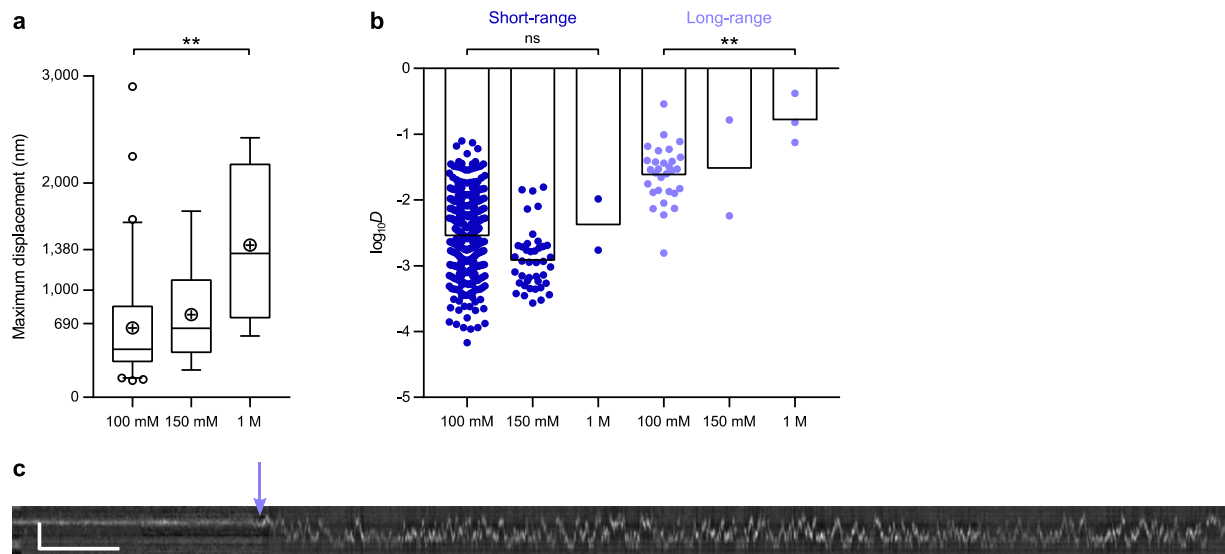 a
**
Maximum displacement (nm)
3,000
2,000
1,380
1,000
690
0
100 mM 150 mM 1 M
b
Short-range Long-range
ns **
log10D
0
-1
-2
-3
-4
-5
100 mM 150 mM 1 M 100 mM 150 mM 1 M
c